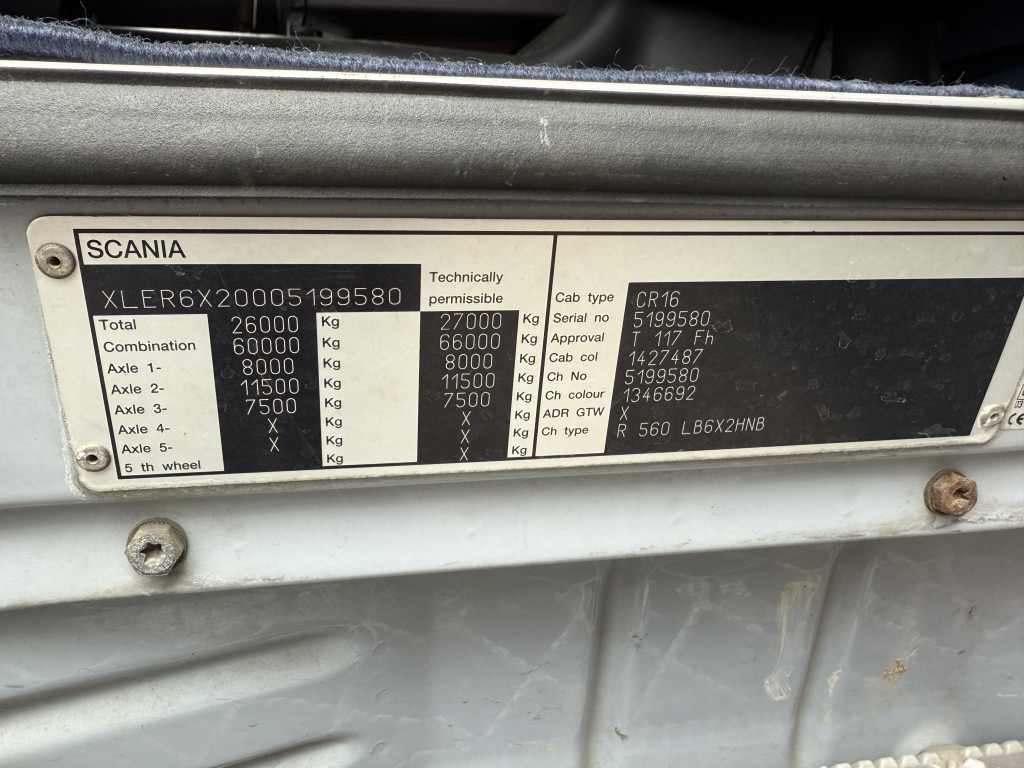 SCANIA
XLER6X20005199580
Technically
permissible
Total 26000 Kg 27000 Kg
Combination 60000 Kg 66000 Kg
Axle 1- 8000 Kg 8000 Kg
Axle 2- 11500 Kg 11500 Kg
Axle 3- 7500 Kg 7500 Kg
Axle 4- X Kg X Kg
Axle 5- X Kg X Kg
5 th wheel Kg X Kg
Cab type CR16
Serial no 5199580
Approval T 117 Fh
Cab col 1427487
Ch No 5199580
Ch colour 1346692
ADR GTW X
Ch type R 560 LB6X2HNB
CE